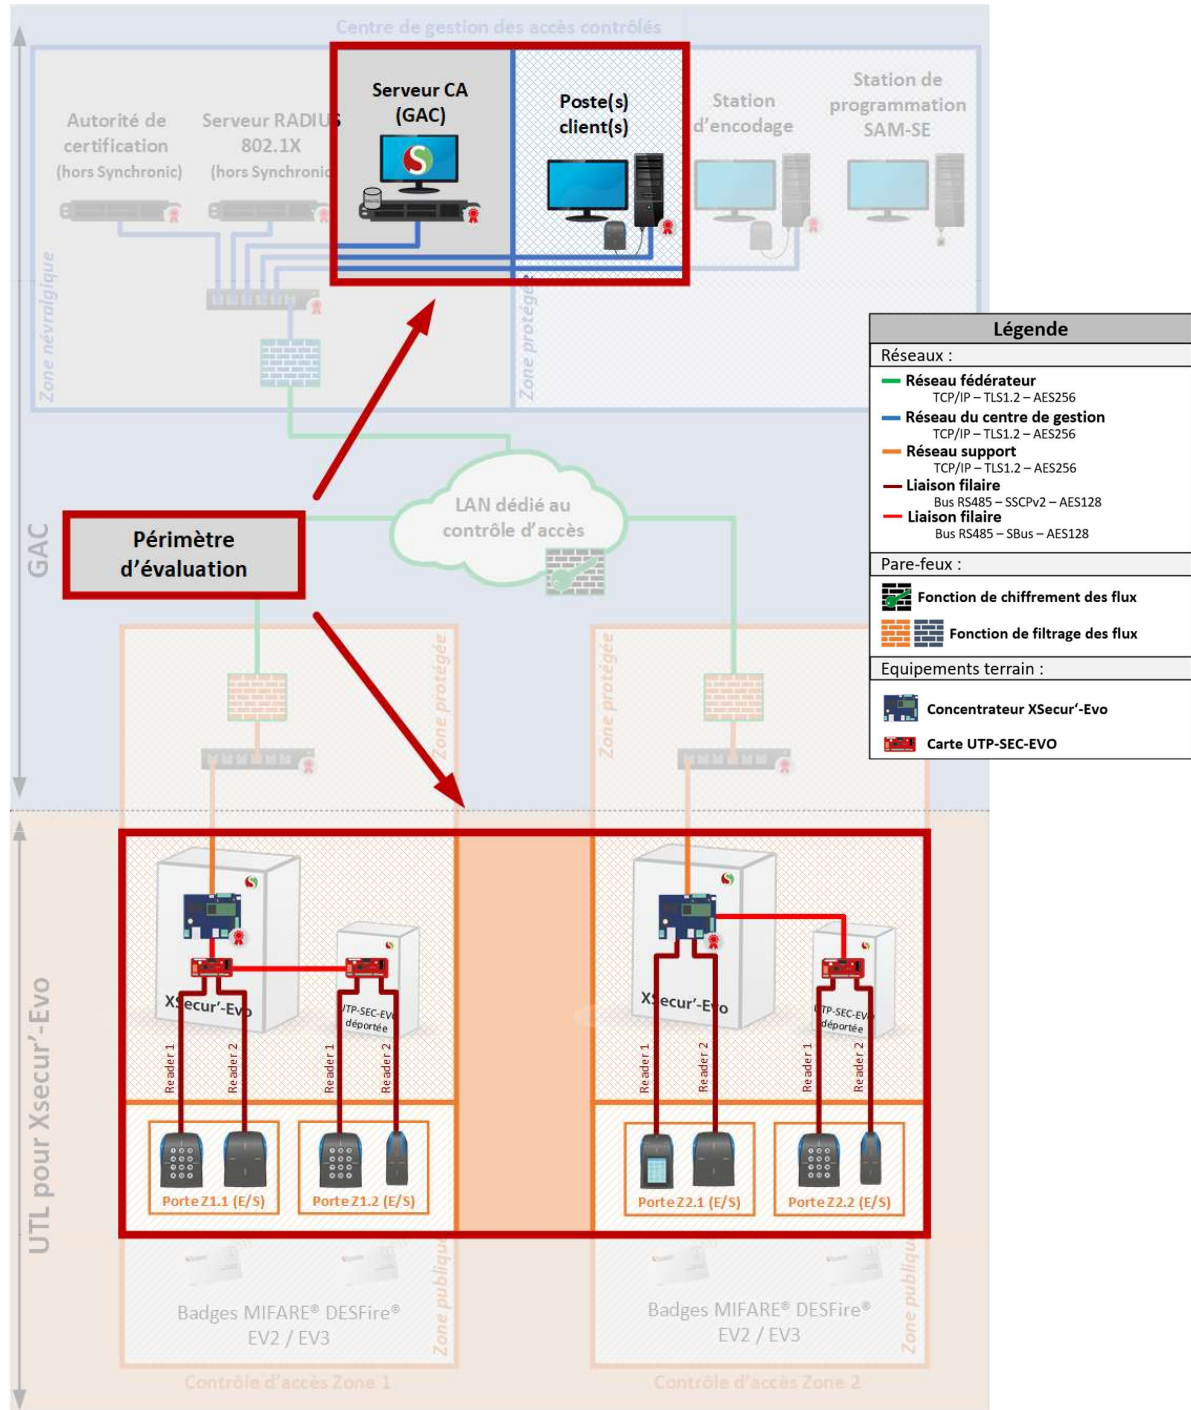 Centre de gestion des accès contrôlés
Autorité de
certification
(hors Synchronic)
Serveur RADIUS
802.1X
(hors Synchronic
Serveur CA
(GAC)
Poste(s)
client(s)
Station
d'encodage
Station de
programmation
SAM-SE
Zone névralgique
Zone protégée
Légende
Réseaux :
Réseau fédérateur
TCP/IP – TLS1.2 – AES256
Réseau du centre de gestion
TCP/IP – TLS1.2 – AES256
Réseau support
TCP/IP – TLS1.2 – AES256
Liaison filaire
Bus RS485 – SSCPv2 – AES128
Liaison filaire
Bus RS485 – SBus – AES128
Pare-feux :
Fonction de chiffrement des flux
Fonction de filtrage des flux
Equipements terrain :
Concentrateur XSecur'-Evo
Carte UTP-SEC-EVO
GAC
LAN dédié au
contrôle d'accès
Périmètre
d'évaluation
Zone protégée
Zone protégée
UTL pour Xsecur'-Evo
XSecur'-Evo
UTP-SEC-EVO
déportée
XSecur'-Evo
UTP-SEC-EVO
déportée
Reader 1
Reader 2
Reader 1
Reader 2
Reader 1
Reader 2
Reader 1
Reader 2
Porte Z1.1 (E/S)
Porte Z1.2 (E/S)
Porte Z2.1 (E/S)
Porte Z2.2 (E/S)
Badges MIFARE® DESFire®
EV2 / EV3
Zone publique
Badges MIFARE® DESFire®
EV2 / EV3
Zone publique
Contrôle d'accès Zone 1
Contrôle d'accès Zone 2